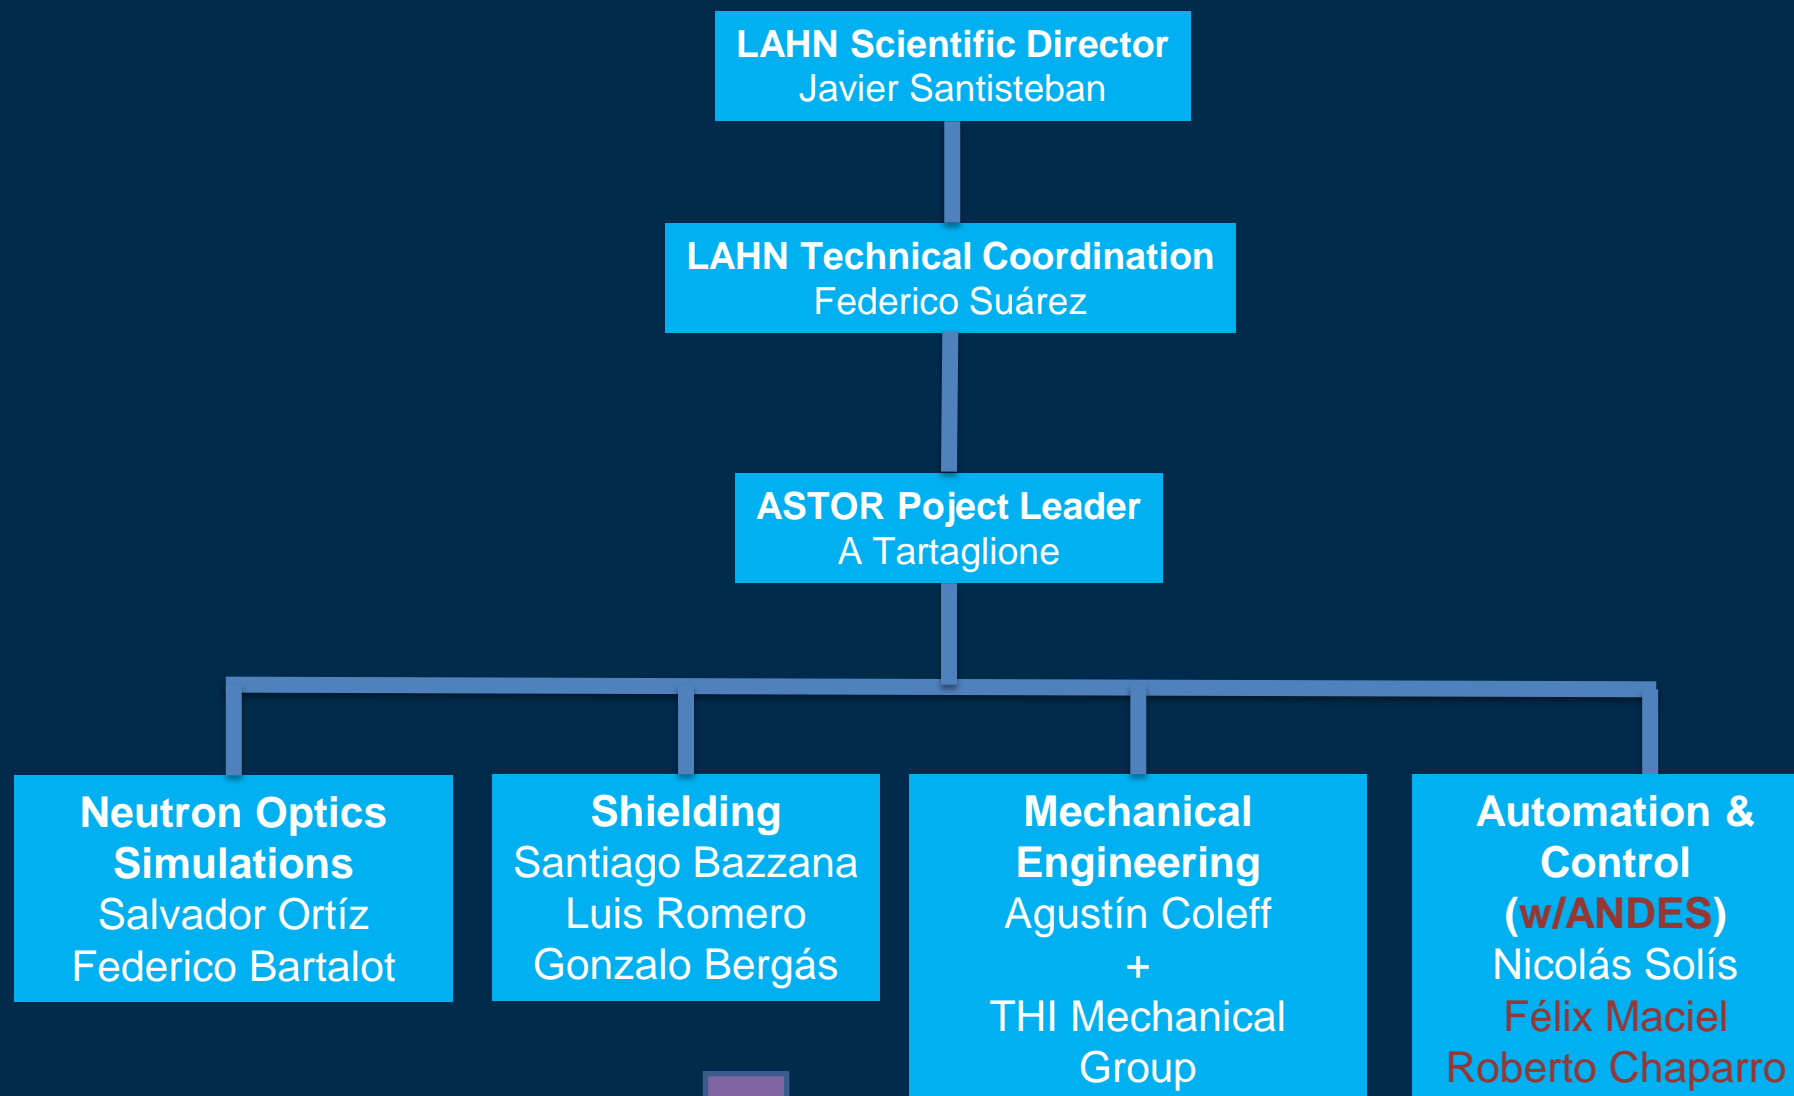 LAHN Scientific Director
Javier Santisteban
LAHN Technical Coordination
Federico Suárez
ASTOR Poject Leader
A Tartaglione
Neutron Optics
Simulations
Salvador Ortíz
Federico Bartalot
Shielding
Santiago Bazzana
Luis Romero
Gonzalo Bergás
Mechanical
Engineering
Agustín Coleff
+
THI Mechanical
Group
Automation &
Control
(w/ANDES)
Nicolás Solís
Félix Maciel
Roberto Chaparro